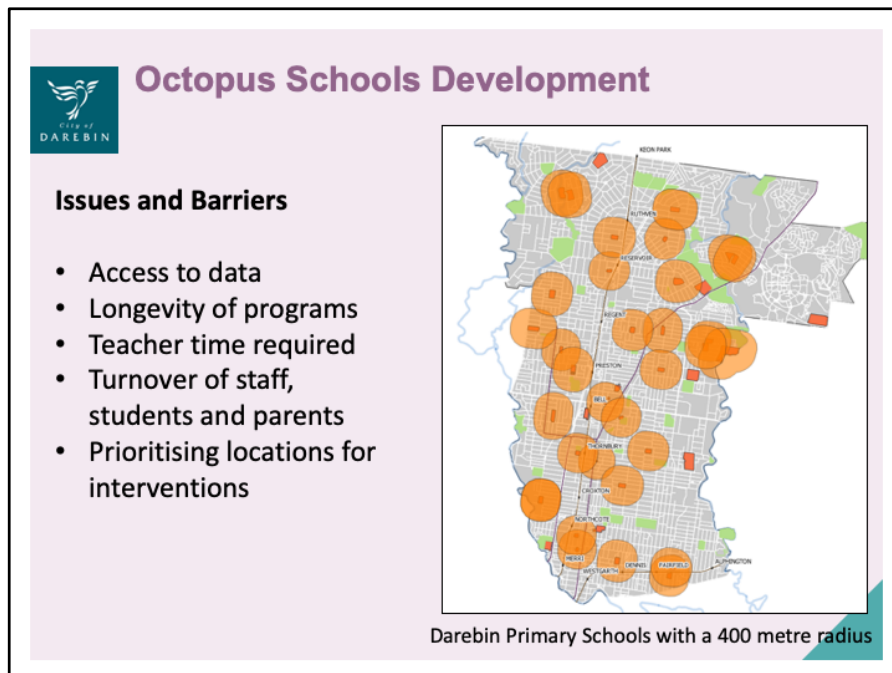 Octopus Schools Development
City of
DAREBIN
Issues and Barriers
• Access to data
• Longevity of programs
• Teacher time required
• Turnover of staff,
students and parents
• Prioritising locations for
interventions
KEON PARK
RUTHVEN
RESERVOIR
REGENT
PRESTON
BELL
THORNBURY
CROXTON
NORTHCOTE
MERRI
WESTGARTH
DENNIS
FAIRFIELD
ALPHINGTON
Darebin Primary Schools with a 400 metre radius